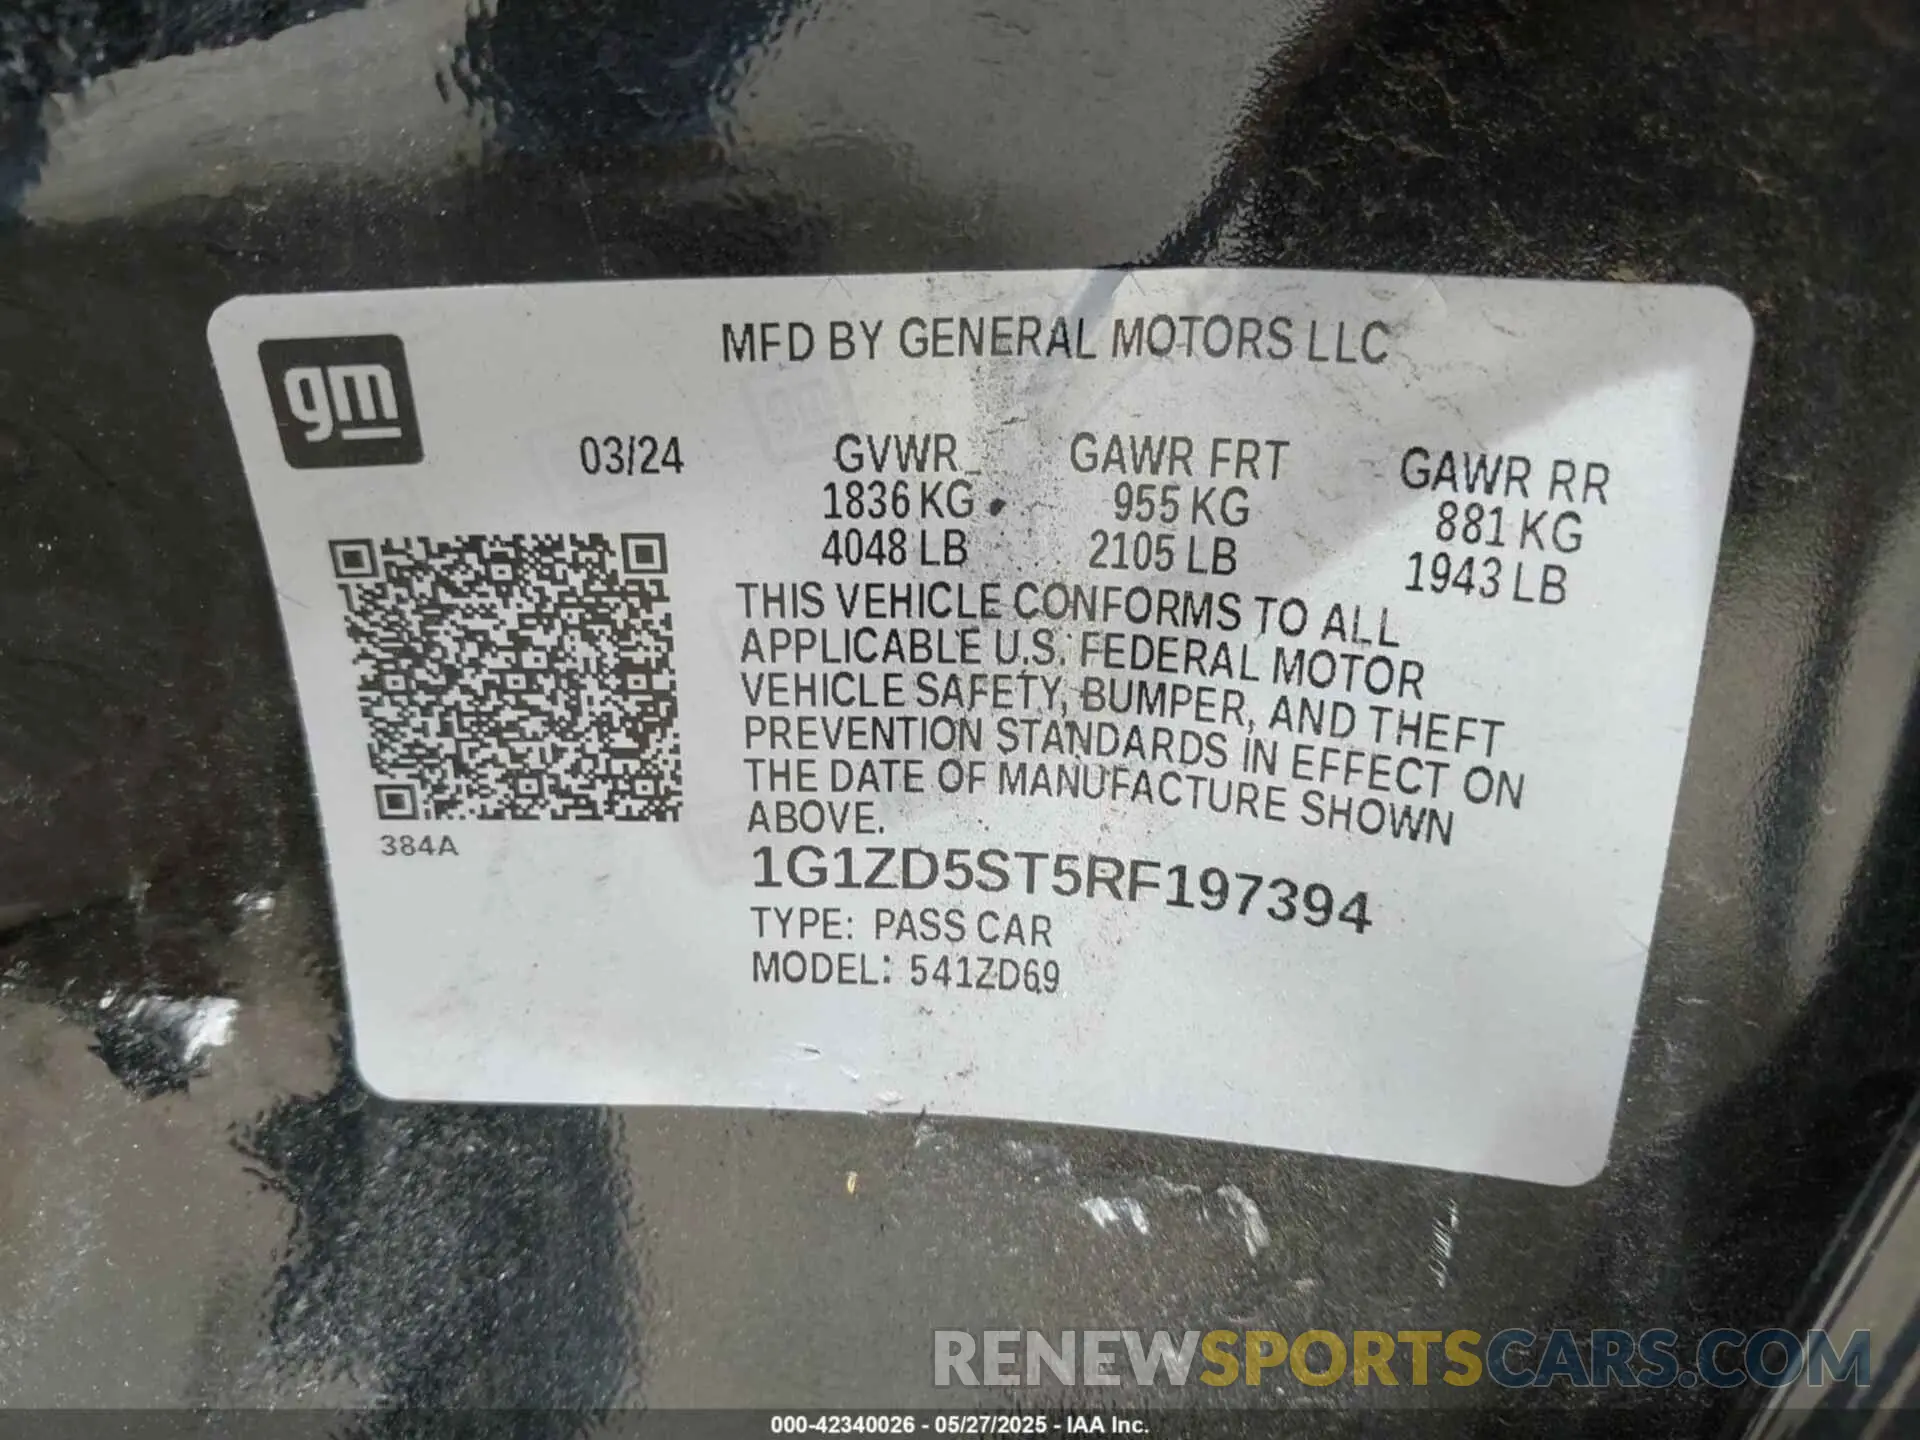 MFD BY GENERAL MOTORS LLC
gm
03/24
GVWR
1836 KG
4048 LB
GAWR FRT
955 KG
2105 LB
GAWR RR
881 KG
1943 LB
THIS VEHICLE CONFORMS TO ALL
APPLICABLE U.S. FEDERAL MOTOR
VEHICLE SAFETY, BUMPER, AND THEFT
PREVENTION STANDARDS IN EFFECT ON
THE DATE OF MANUFACTURE SHOWN
ABOVE.
384A
1G1ZD5ST5RF197394
TYPE: PASS CAR
MODEL: 541ZD69
RENEWSPORTSCARS.COM
000-42340026 - 05/27/2025 - IAA Inc.